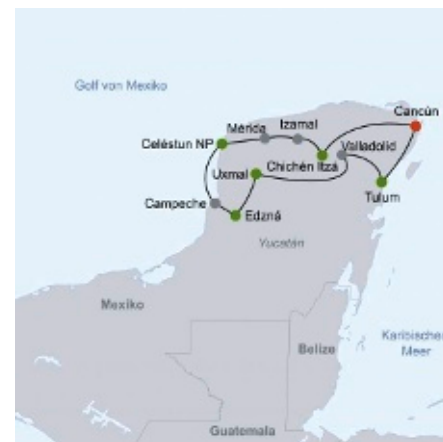 Golf von Mexiko
Cancún
Mérida
Izamal
Celéstun NP
Valladolid
Chichén Itzá
Uxmal
Tulum
Campeche
Edzná
Yucatán
Mexiko
Belize
Karibisches
Meer
Guatemala